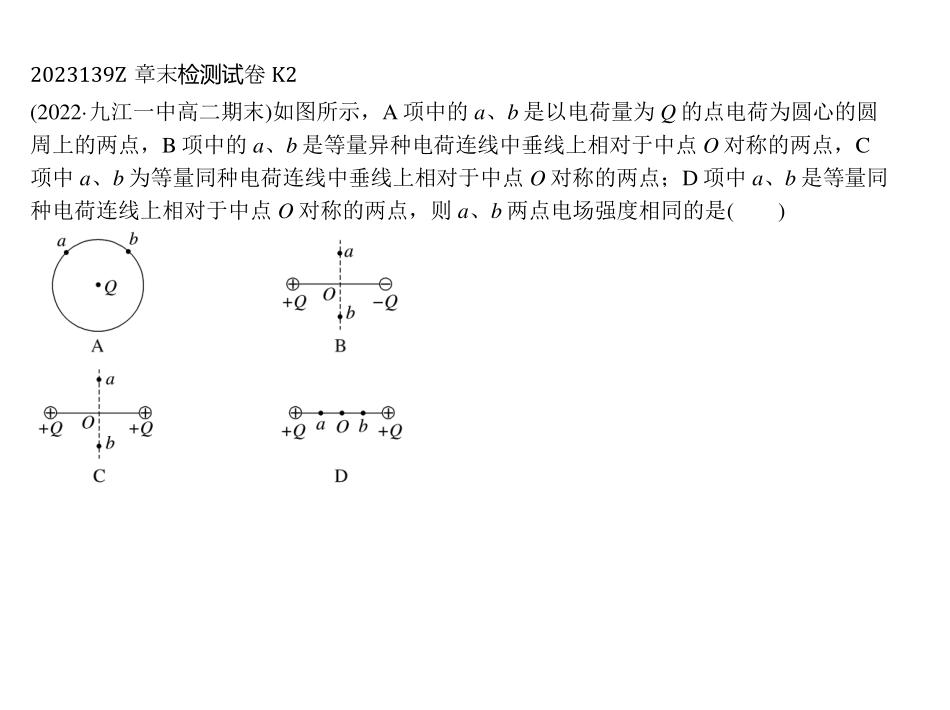 2023139Z 章末检测试卷 K2
(2022·九江一中高二期末)如图所示，A 项中的 a、b 是以电荷量为 Q 的点电荷为圆心的圆
周上的两点，B 项中的 a、b 是等量异种电荷连线中垂线上相对于中点 O 对称的两点，C
项中 a、b 为等量同种电荷连线中垂线上相对于中点 O 对称的两点；D 项中 a、b 是等量同
种电荷连线上相对于中点 O 对称的两点，则 a、b 两点电场强度相同的是(　　)
a b
Q
A
a
O
+Q −Q
b
B
a
O
+Q +Q
b
C
+Q a O b +Q
D